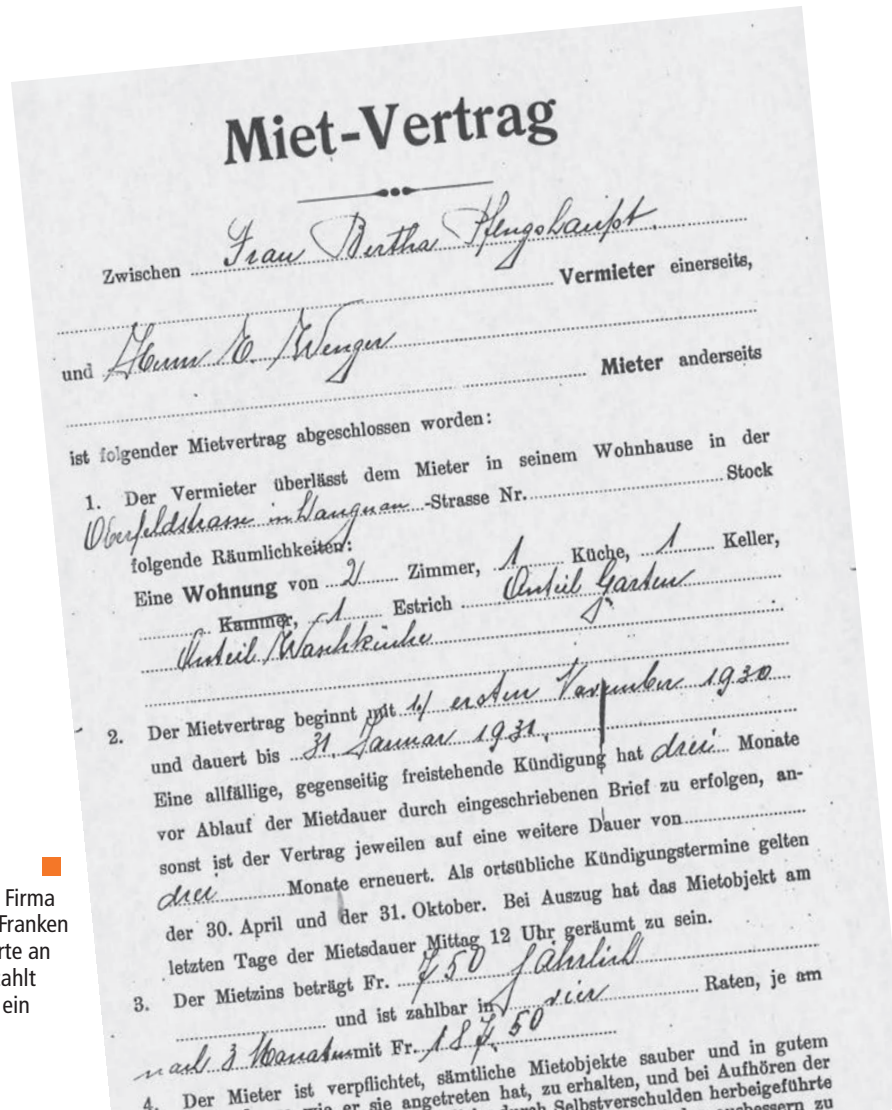 Miet-Vertrag
Zwischen Frau Bertha Pfengshaupt.
Vermieter einerseits,
und Herrn E. Wenger
Mieter anderseits
ist folgender Mietvertrag abgeschlossen worden:
1. Der Vermieter überlässt dem Mieter in seinem Wohnhause in der
Oberfeldstrasse in -Strasse Nr. Stock
folgende Räumlichkeiten:
Eine Wohnung von 2 Zimmer, 1 Küche, 1 Keller,
Kammer, 1 Estrich Anteil Garten
Anteil Waschküche
2. Der Mietvertrag beginnt mit ersten November 1930
und dauert bis 31. Januar 1931.
Eine allfällige, gegenseitig freistehende Kündigung hat drei Monate
vor Ablauf der Mietdauer durch eingeschriebenen Brief zu erfolgen, an-
sonst ist der Vertrag jeweilen auf eine weitere Dauer von
drei Monate erneuert. Als ortsübliche Kündigungstermine gelten
der 30. April und der 31. Oktober. Bei Auszug hat das Mietobjekt am
letzten Tage der Mietsdauer Mittag 12 Uhr geräumt zu sein.
3. Der Mietzins beträgt Fr. 750 Jährlich
und ist zahlbar in vier Raten, je am
nach 3 Monaten mit Fr. 187.50
4. Der Mieter ist verpflichtet, sämtliche Mietobjekte sauber und in gutem
wie er sie angetreten hat, zu erhalten, und bei Aufhören der
durch Selbstverschulden herbeigeführte
zu
Firma
Franken
rte an
ahlt
ein